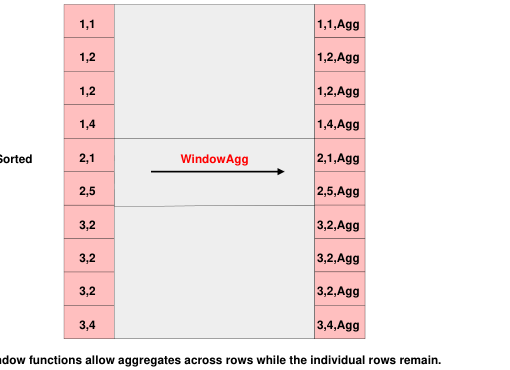 1,1 1,1,Agg
1,2 1,2,Agg
1,2 1,2,Agg
1,4 1,4,Agg
Sorted 2,1 WindowAgg 2,1,Agg
2,5 2,5,Agg
3,2 3,2,Agg
3,2 3,2,Agg
3,2 3,2,Agg
3,4 3,4,Agg
ndow functions allow aggregates across rows while the individual rows remain.